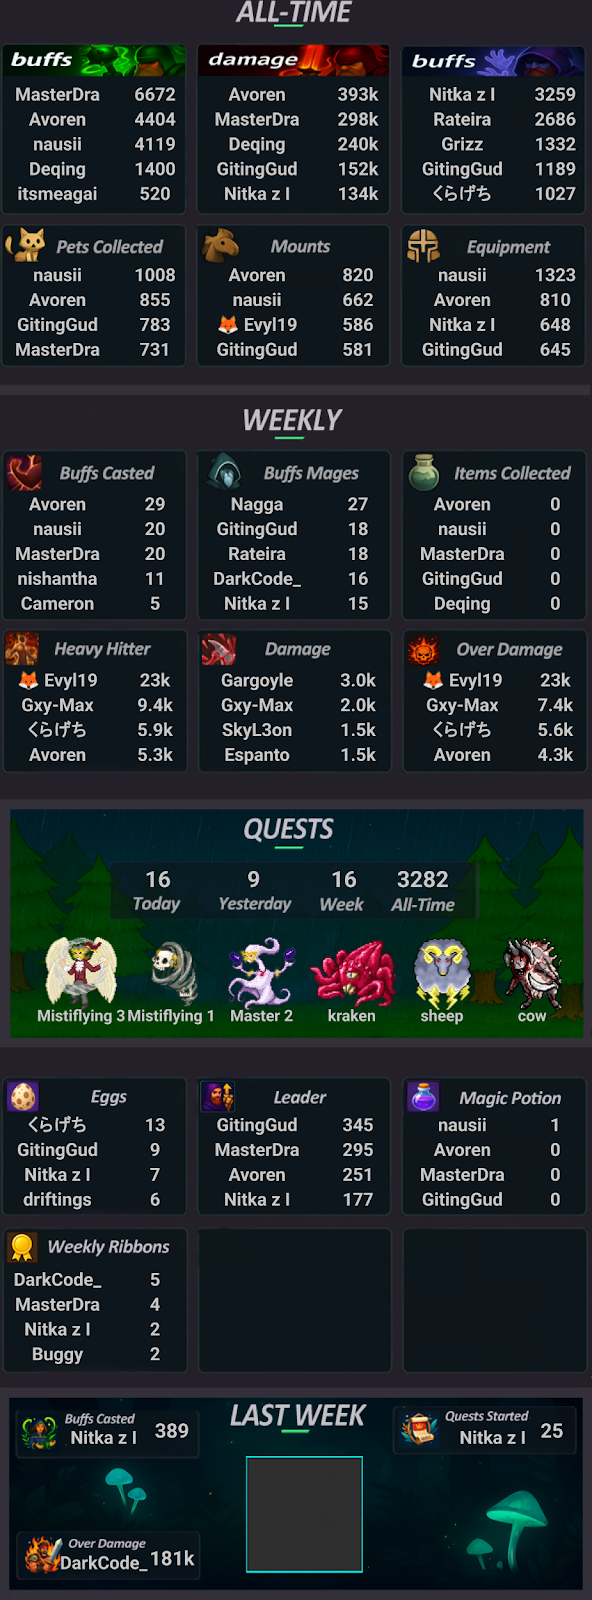 ALL-TIME
buffs
MasterDra 6672
Avoren 4404
nausii 4119
Deqing 1400
itsmeagai 520
damage
Avoren 393k
MasterDra 298k
Deqing 240k
GitingGud 152k
Nitka z l 134k
buffs
Nitka z l 3259
Rateira 2686
Grizz 1332
GitingGud 1189
くらげち 1027
Pets Collected
nausii 1008
Avoren 855
GitingGud 783
MasterDra 731
Mounts
Avoren 820
nausii 662
🦊 Evyl19 586
GitingGud 581
Equipment
nausii 1323
Avoren 810
Nitka z l 648
GitingGud 645
WEEKLY
Buffs Casted
Avoren 29
nausii 20
MasterDra 20
nishantha 11
Cameron 5
Buffs Mages
Nagga 27
GitingGud 18
Rateira 18
DarkCode_ 16
Nitka z l 15
Items Collected
Avoren 0
nausii 0
MasterDra 0
GitingGud 0
Deqing 0
Heavy Hitter
🦊 Evyl19 23k
Gxy-Max 9.4k
くらげち 5.9k
Avoren 5.3k
Damage
Gargoyle 3.0k
Gxy-Max 2.0k
SkyL3on 1.5k
Espanto 1.5k
Over Damage
🦊 Evyl19 23k
Gxy-Max 7.4k
くらげち 5.6k
Avoren 4.3k
QUESTS
16 9 16 3282
Today Yesterday Week All-Time
Mistiflying 3 Mistiflying 1 Master 2 kraken sheep cow
Eggs
くらげち 13
GitingGud 9
Nitka z l 7
driftings 6
Leader
GitingGud 345
MasterDra 295
Avoren 251
Nitka z l 177
Magic Potion
nausii 1
Avoren 0
MasterDra 0
GitingGud 0
Weekly Ribbons
DarkCode_ 5
MasterDra 4
Nitka z l 2
Buggy 2
LAST WEEK
Buffs Casted
Nitka z l 389
Quests Started
Nitka z l 25
Over Damage
DarkCode_ 181k